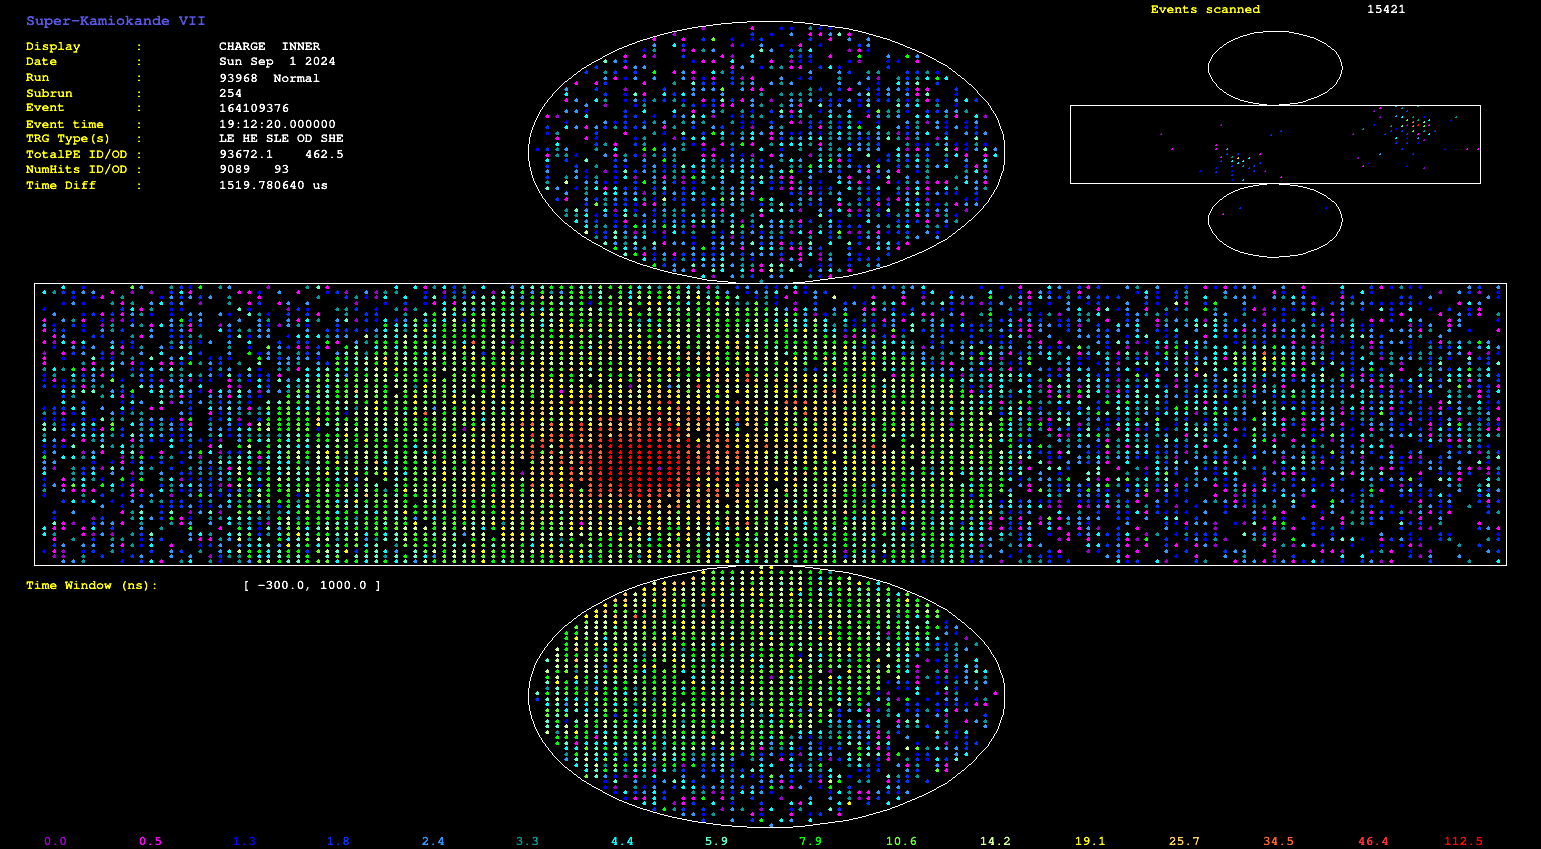 Super-Kamiokande VII
Events scanned 15421
Display : CHARGE INNER
Date : Sun Sep 1 2024
Run : 93968 Normal
Subrun : 254
Event : 164109376
Event time : 19:12:20.000000
TRG Type(s) : LE HE SLE OD SHE
TotalPE ID/OD : 93672.1 462.5
NumHits ID/OD : 9089 93
Time Diff : 1519.780640 us
Time Window (ns): [ -300.0, 1000.0 ]
0.0 0.5 1.3 1.8 2.4 3.3 4.4 5.9 7.9 10.6 14.2 19.1 25.7 34.5 46.4 112.5